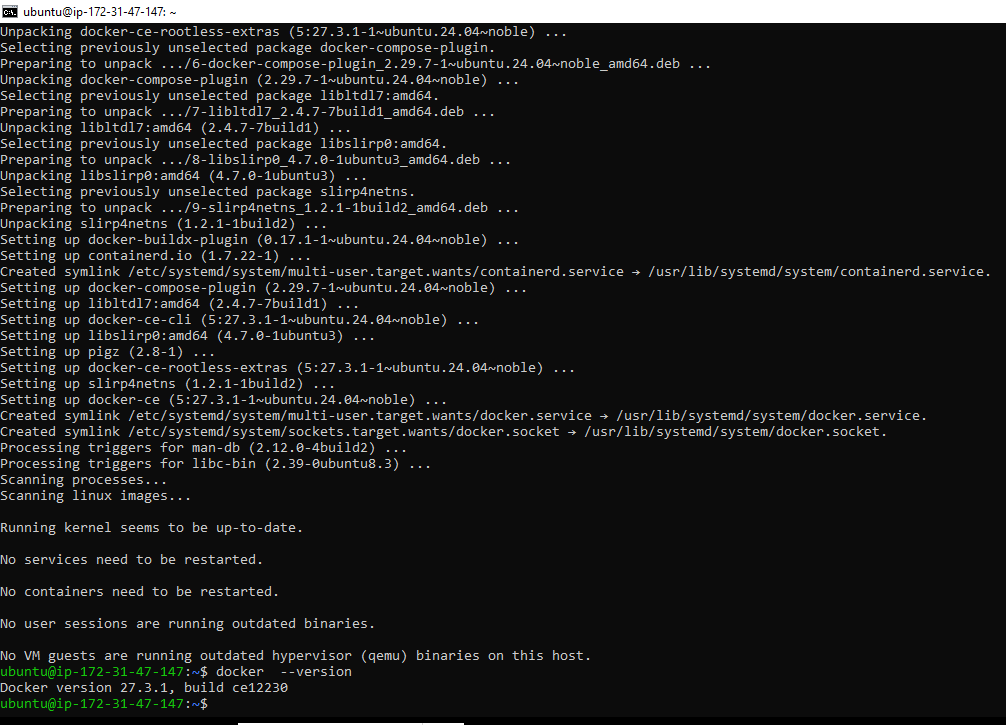 ubuntu@ip-172-31-47-147: ~
Unpacking docker-ce-rootless-extras (5:27.3.1-1~ubuntu.24.04~noble) ...
Selecting previously unselected package docker-compose-plugin.
Preparing to unpack .../6-docker-compose-plugin_2.29.7-1~ubuntu.24.04~noble_amd64.deb ...
Unpacking docker-compose-plugin (2.29.7-1~ubuntu.24.04~noble) ...
Selecting previously unselected package libltdl7:amd64.
Preparing to unpack .../7-libltdl7_2.4.7-7build1_amd64.deb ...
Unpacking libltdl7:amd64 (2.4.7-7build1) ...
Selecting previously unselected package libslirp0:amd64.
Preparing to unpack .../8-libslirp0_4.7.0-1ubuntu3_amd64.deb ...
Unpacking libslirp0:amd64 (4.7.0-1ubuntu3) ...
Selecting previously unselected package slirp4netns.
Preparing to unpack .../9-slirp4netns_1.2.1-1build2_amd64.deb ...
Unpacking slirp4netns (1.2.1-1build2) ...
Setting up docker-buildx-plugin (0.17.1-1~ubuntu.24.04~noble) ...
Setting up containerd.io (1.7.22-1) ...
Created symlink /etc/systemd/system/multi-user.target.wants/containerd.service → /usr/lib/systemd/system/containerd.service.
Setting up docker-compose-plugin (2.29.7-1~ubuntu.24.04~noble) ...
Setting up libltdl7:amd64 (2.4.7-7build1) ...
Setting up docker-ce-cli (5:27.3.1-1~ubuntu.24.04~noble) ...
Setting up libslirp0:amd64 (4.7.0-1ubuntu3) ...
Setting up pigz (2.8-1) ...
Setting up docker-ce-rootless-extras (5:27.3.1-1~ubuntu.24.04~noble) ...
Setting up slirp4netns (1.2.1-1build2) ...
Setting up docker-ce (5:27.3.1-1~ubuntu.24.04~noble) ...
Created symlink /etc/systemd/system/multi-user.target.wants/docker.service → /usr/lib/systemd/system/docker.service.
Created symlink /etc/systemd/system/sockets.target.wants/docker.socket → /usr/lib/systemd/system/docker.socket.
Processing triggers for man-db (2.12.0-4build2) ...
Processing triggers for libc-bin (2.39-0ubuntu8.3) ...
Scanning processes...
Scanning linux images...
Running kernel seems to be up-to-date.
No services need to be restarted.
No containers need to be restarted.
No user sessions are running outdated binaries.
No VM guests are running outdated hypervisor (qemu) binaries on this host.
ubuntu@ip-172-31-47-147:~$ docker  --version
Docker version 27.3.1, build ce12230
ubuntu@ip-172-31-47-147:~$